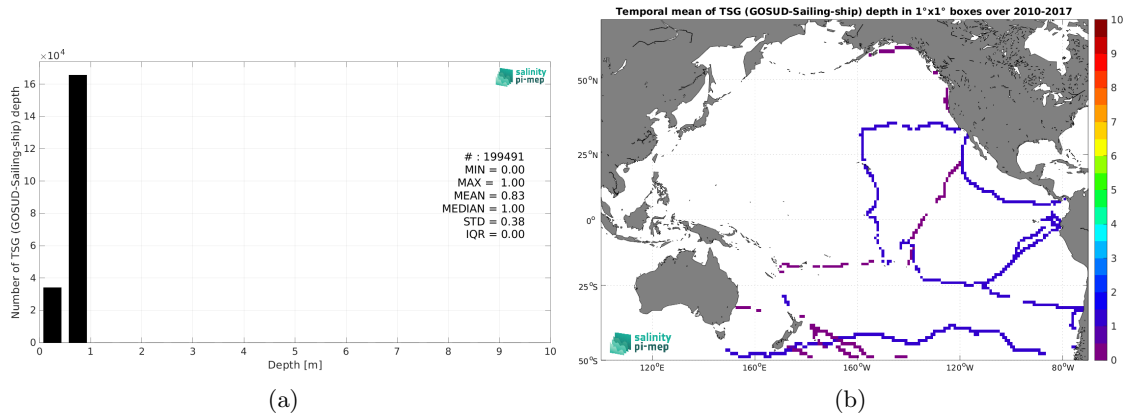 ×10⁴
16
14
12
10
8
6
4
2
0
Number of TSG (GOSUD-Sailing-ship) depth
0 1 2 3 4 5 6 7 8 9 10
Depth [m]
salinity
pi-mep
# : 199491
MIN = 0.00
MAX = 1.00
MEAN = 0.83
MEDIAN = 1.00
STD = 0.38
IQR = 0.00
(a)
Temporal mean of TSG (GOSUD-Sailing-ship) depth in 1°x1° boxes over 2010-2017
50°N
25°N
0°
25°S
50°S
120°W 160°W 160°W 120°W 80°W
salinity
pi-mep
10
9
8
7
6
5
4
3
2
1
0
(b)